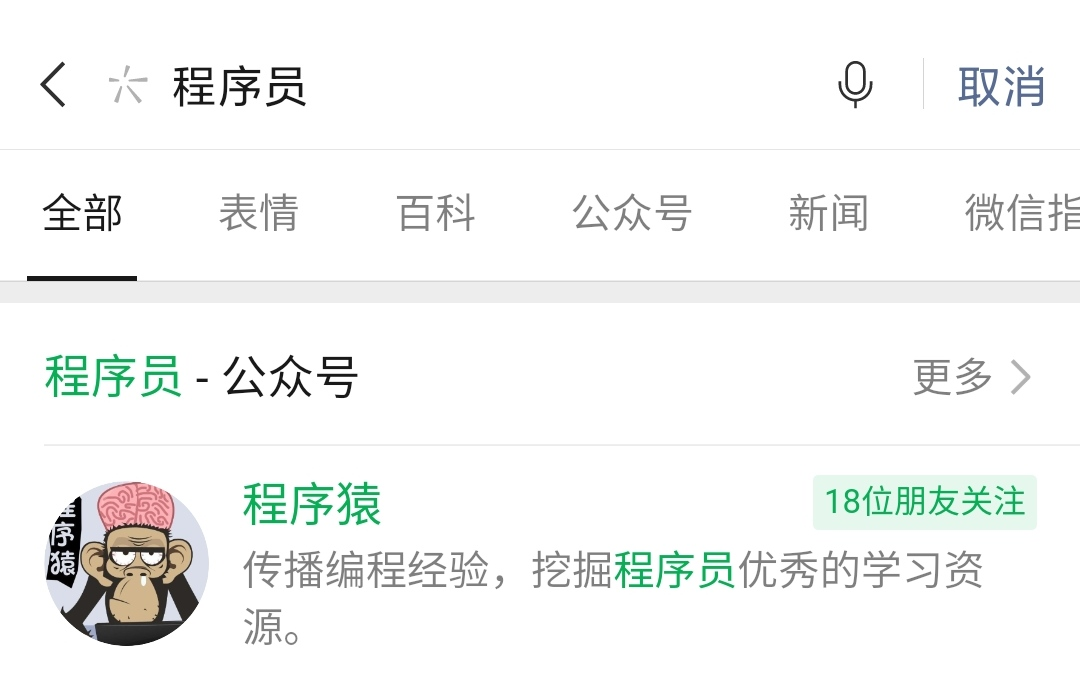 程序员 取消
全部 表情 百科 公众号 新闻 微信指
程序员 - 公众号 更多
程序猿 18位朋友关注
传播编程经验，挖掘程序员优秀的学习资
源。
程序猿